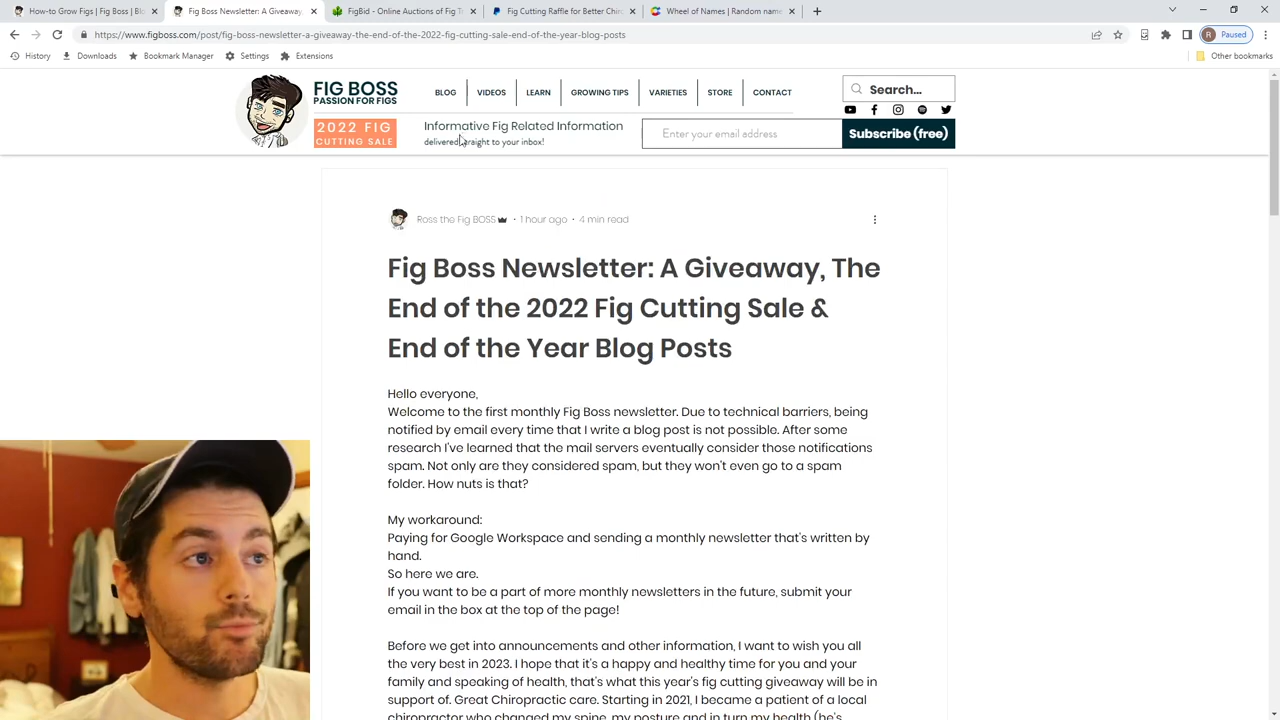 How-to Grow Figs | Fig Boss | Blo
Fig Boss Newsletter: A Giveaway,
FigBid - Online Auctions of Fig T
Fig Cutting Raffle for Better Chir
Wheel of Names | Random name
https://www.figboss.com/post/fig-boss-newsletter-a-giveaway-the-end-of-the-2022-fig-cutting-sale-end-of-the-year-blog-posts
R Paused
History Downloads Bookmark Manager Settings Extensions Other bookmarks
FIG BOSS
PASSION FOR FIGS
BLOG VIDEOS LEARN GROWING TIPS VARIETIES STORE CONTACT
Search...
2022 FIG
CUTTING SALE
Informative Fig Related Information
delivered straight to your inbox!
Enter your email address
Subscribe (free)
Ross the Fig BOSS · 1 hour ago · 4 min read
Fig Boss Newsletter: A Giveaway, The
End of the 2022 Fig Cutting Sale &
End of the Year Blog Posts
Hello everyone,
Welcome to the first monthly Fig Boss newsletter. Due to technical barriers, being
notified by email every time that I write a blog post is not possible. After some
research I've learned that the mail servers eventually consider those notifications
spam. Not only are they considered spam, but they won't even go to a spam
folder. How nuts is that?
My workaround:
Paying for Google Workspace and sending a monthly newsletter that's written by
hand.
So here we are.
If you want to be a part of more monthly newsletters in the future, submit your
email in the box at the top of the page!
Before we get into announcements and other information, I want to wish you all
the very best in 2023. I hope that it's a happy and healthy time for you and your
family and speaking of health, that's what this year's fig cutting giveaway will be in
support of. Great Chiropractic care. Starting in 2021, I became a patient of a local
chiropractor who changed my spine, my posture and in turn my health (he's